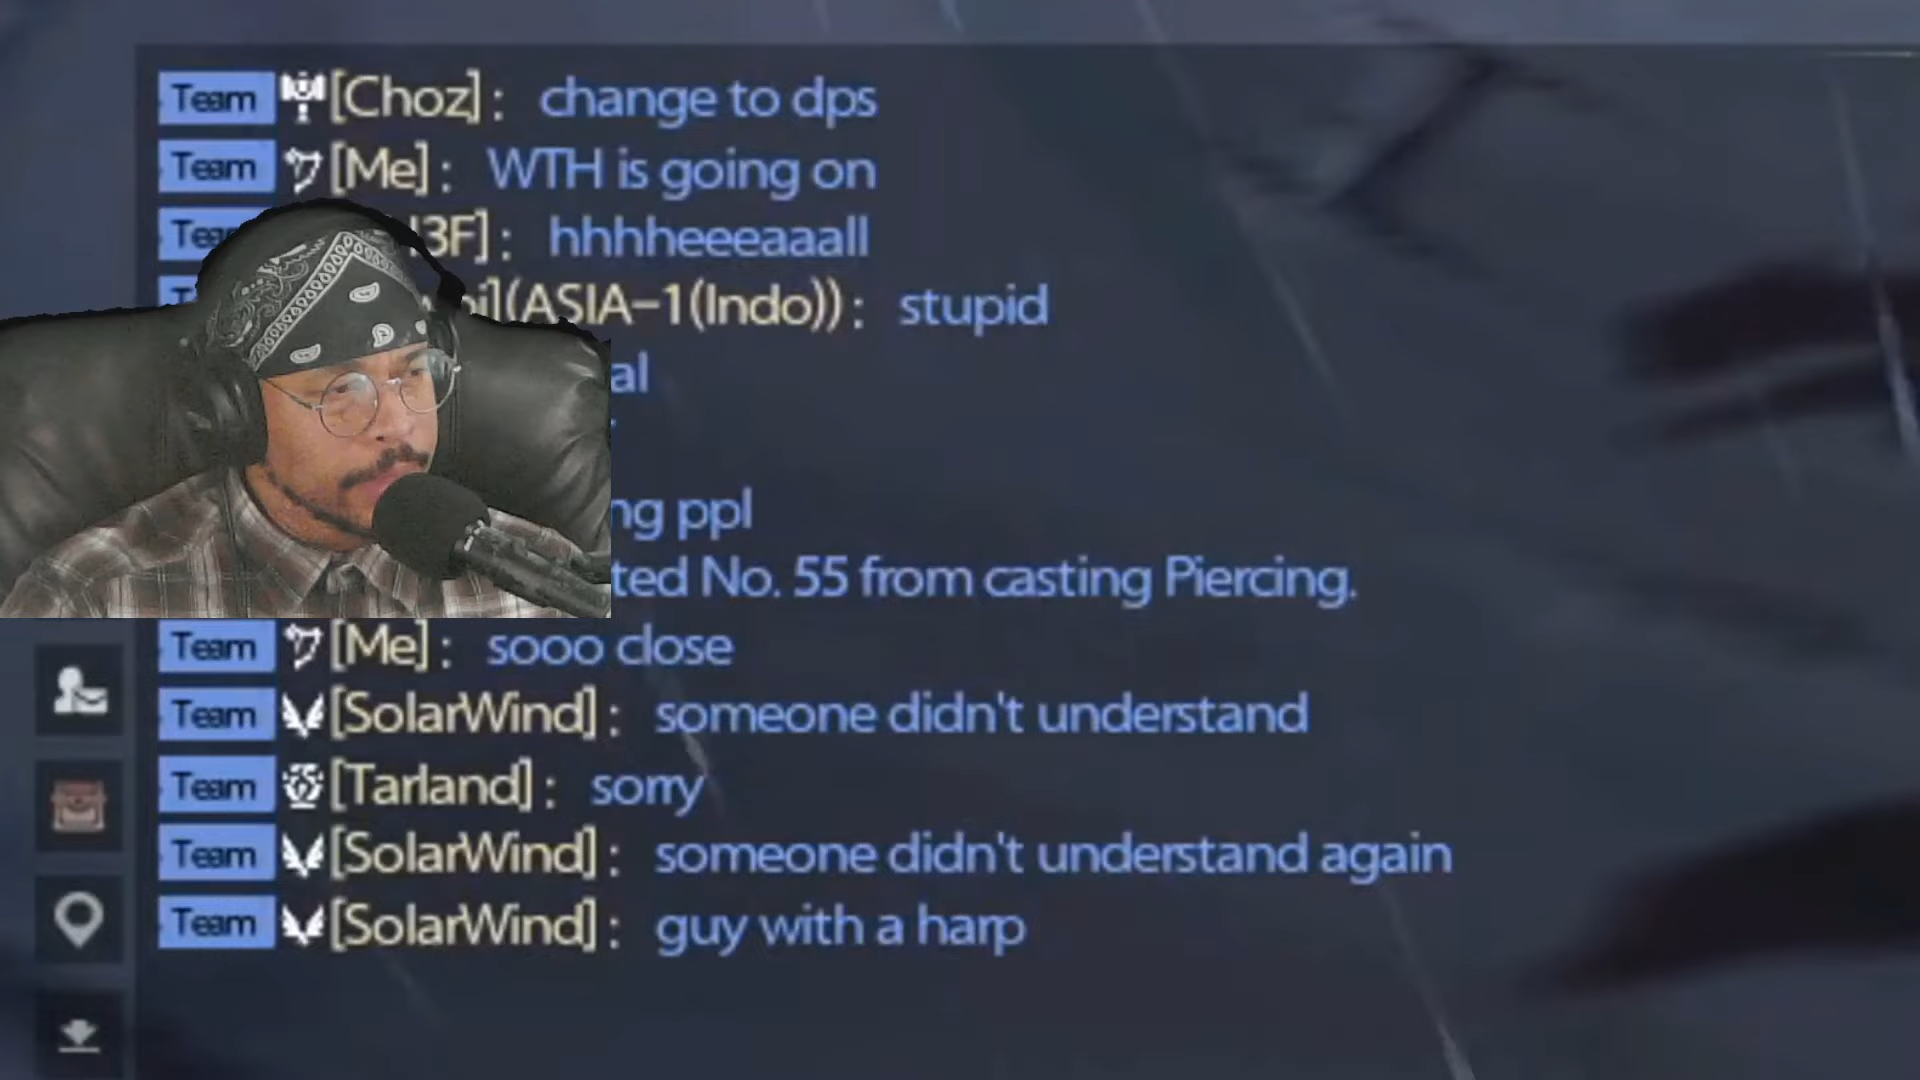 Team [Choz] : change to dps
Team [Me] : WTH is going on
I3F] : hhhheeeaaall
](ASIA-1(Indo)) : stupid
al
ng ppl
ted No. 55 from casting Piercing.
Team [Me] : sooo close
Team [SolarWind] : someone didn't understand
Team [Tarland] : sorry
Team [SolarWind] : someone didn't understand again
Team [SolarWind] : guy with a harp